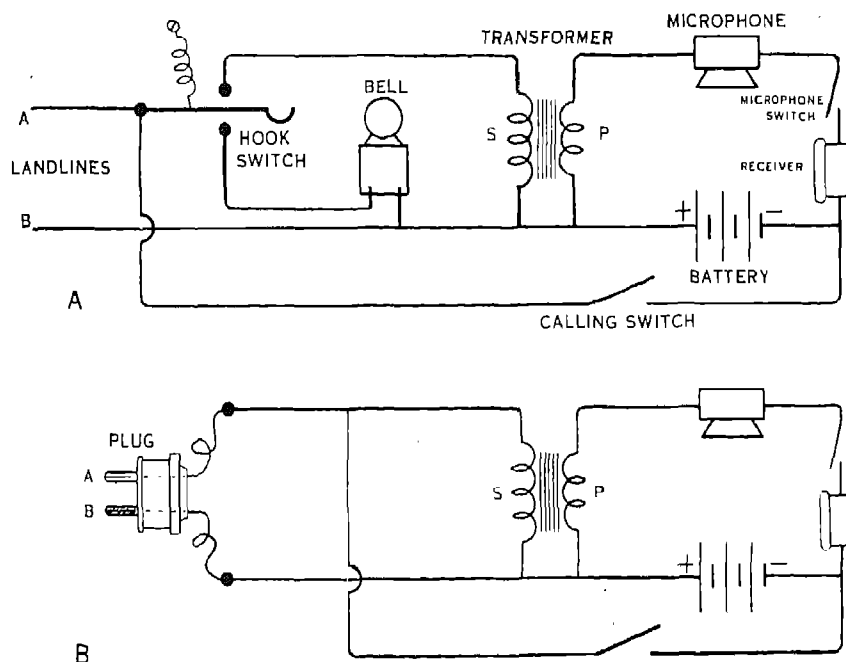 MICROPHONE
TRANSFORMER
BELL
MICROPHONE
SWITCH
A
HOOK
SWITCH
S
P
RECEIVER
LANDLINES
B
+
−
BATTERY
A
CALLING SWITCH
PLUG
A
B
S
P
+
−
B